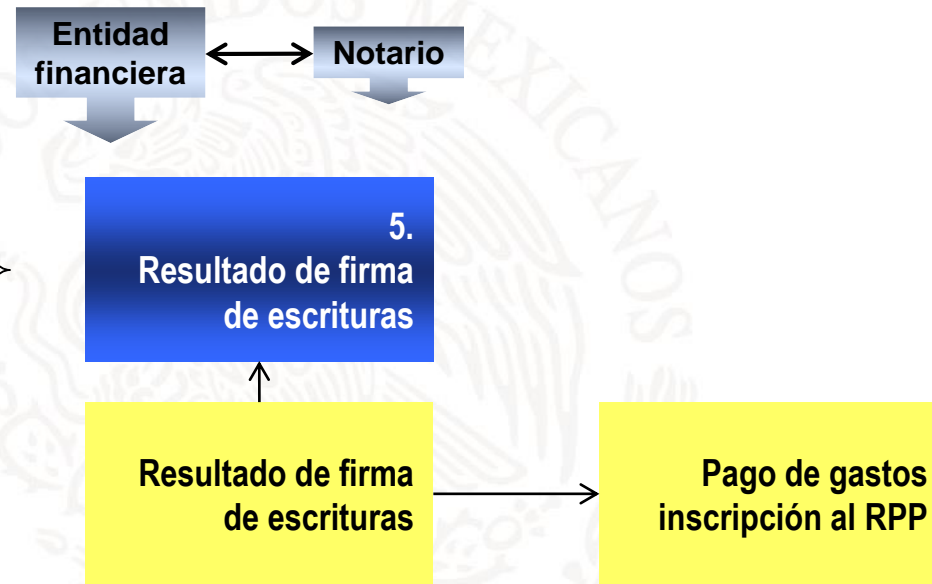 Entidad
financiera
Notario
5.
Resultado de firma
de escrituras
Resultado de firma
de escrituras
Pago de gastos
inscripción al RPP